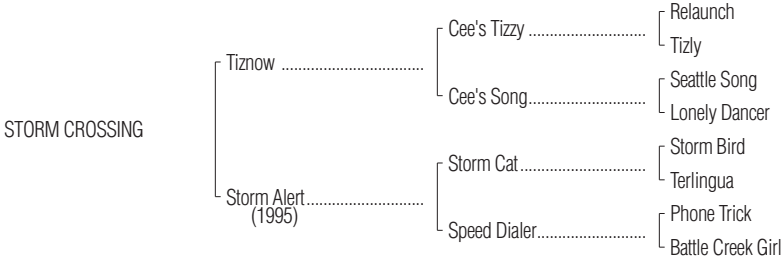 Relaunch
Cee's Tizzy ..............................
Tizly
Tiznow .....................................
Seattle Song
Cee's Song..............................
Lonely Dancer
STORM CROSSING
Storm Bird
Storm Cat................................
Terlingua
Storm Alert..............................
(1995)
Phone Trick
Speed Dialer...........................
Battle Creek Girl